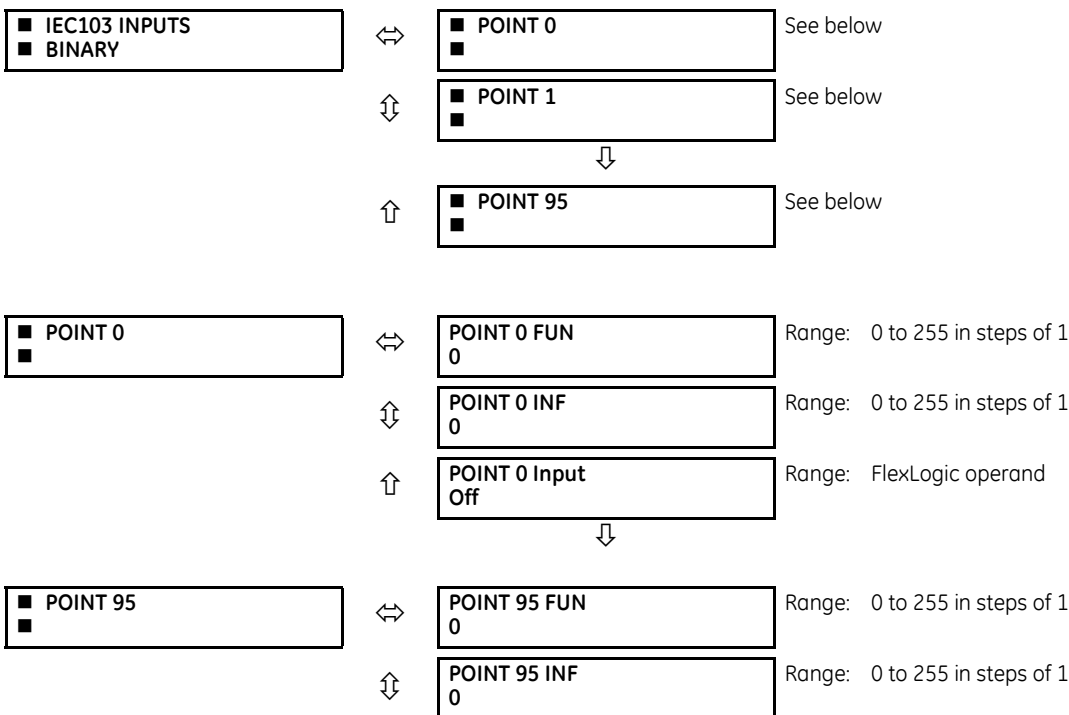 ■ IEC103 INPUTS
■ BINARY
■ POINT 0
■
See below
■ POINT 1
■
See below
■ POINT 95
■
See below
■ POINT 0
■
POINT 0 FUN
0
Range: 0 to 255 in steps of 1
POINT 0 INF
0
Range: 0 to 255 in steps of 1
POINT 0 Input
Off
Range: FlexLogic operand
■ POINT 95
■
POINT 95 FUN
0
Range: 0 to 255 in steps of 1
POINT 95 INF
0
Range: 0 to 255 in steps of 1